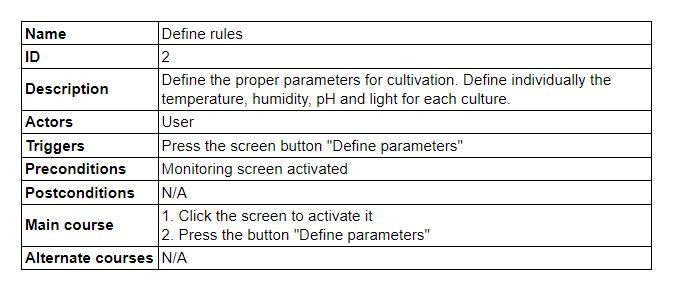 Name Define rules
ID 2
Description Define the proper parameters for cultivation. Define individually the
temperature, humidity, pH and light for each culture.
Actors User
Triggers Press the screen button "Define parameters"
Preconditions Monitoring screen activated
Postconditions N/A
Main course 1. Click the screen to activate it
2. Press the button "Define parameters"
Alternate courses N/A